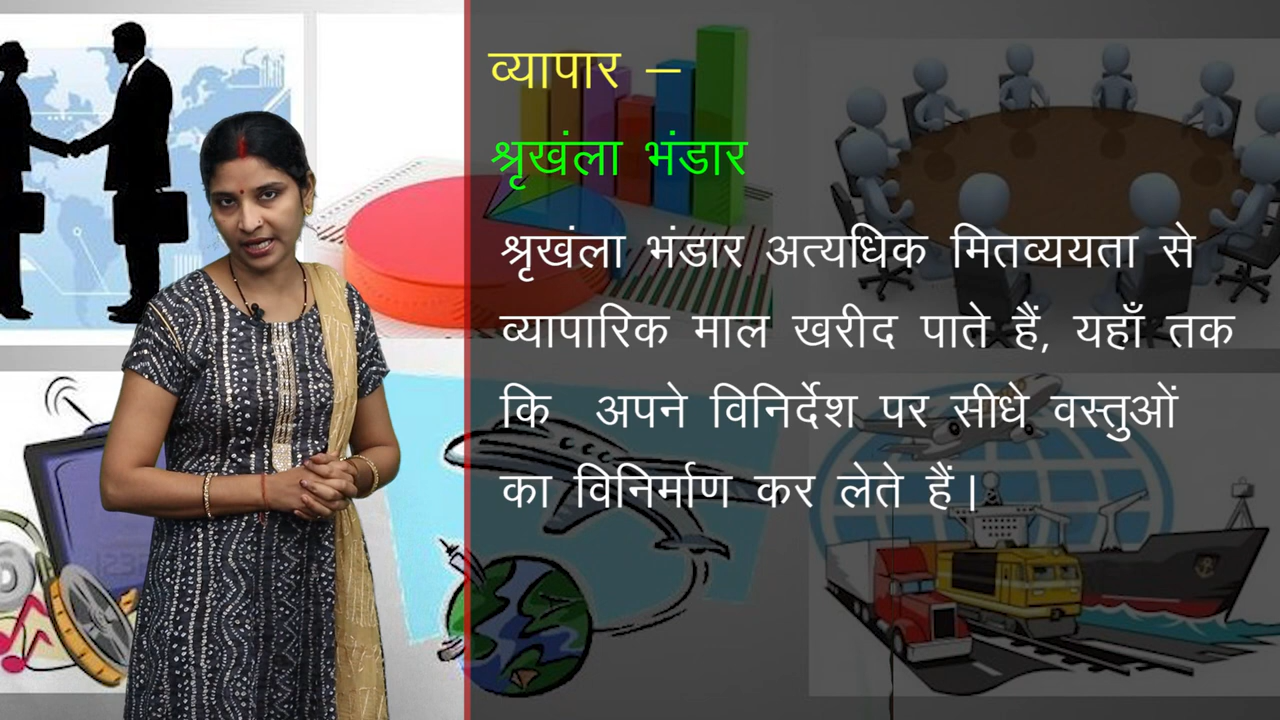 व्यापार –
श्रृखंला भंडार
श्रृखंला भंडार अत्यधिक मितव्ययता से
व्यापारिक माल खरीद पाते हैं, यहाँ तक
कि अपने विनिर्देश पर सीधे वस्तुओं
का विनिर्माण कर लेते हैं।